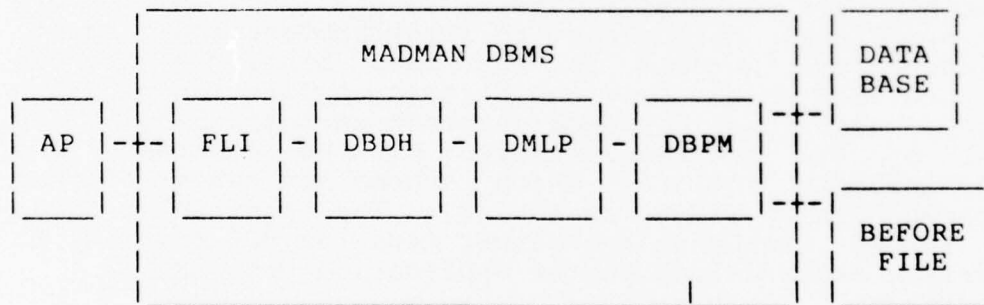 MADMAN DBMS
DATA
BASE
AP FLI DBDH DMLP DBPM
BEFORE
FILE